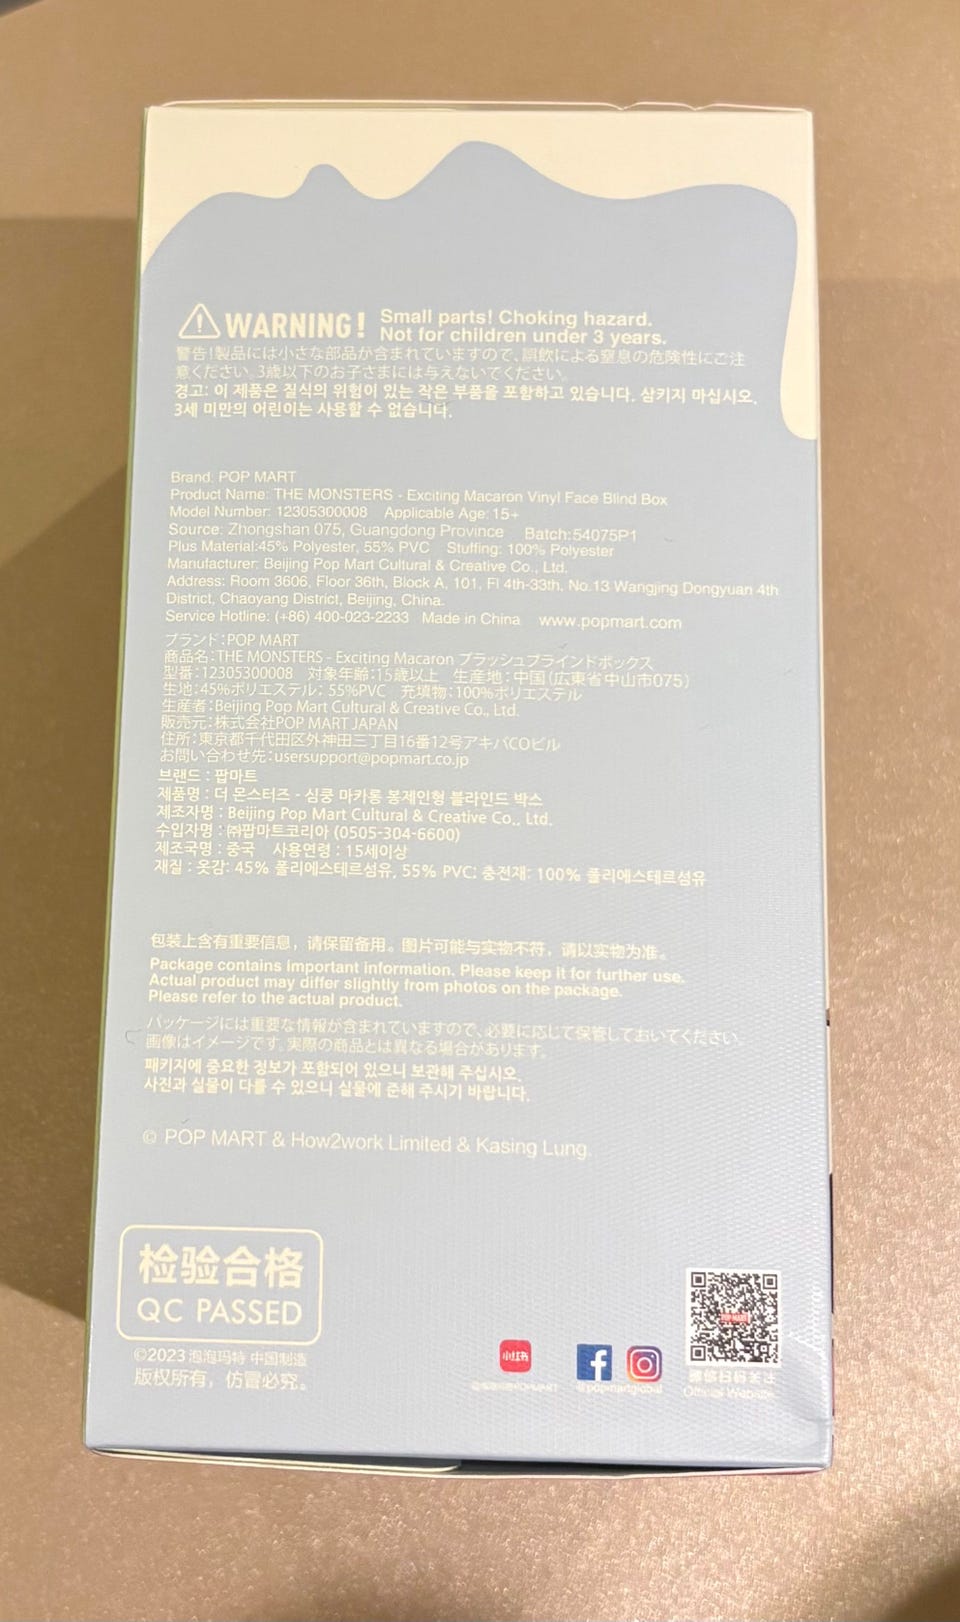 WARNING! Small parts! Choking hazard.
Not for children under 3 years.
警告!製品には小さな部品が含まれていますので、誤飲による窒息の危険性にご注
意ください。3歳以下のお子さまには与えないでください。
경고: 이 제품은 질식의 위험이 있는 작은 부품을 포함하고 있습니다. 삼키지 마십시오.
3세 미만의 어린이는 사용할 수 없습니다.
Brand: POP MART
Product Name: THE MONSTERS - Exciting Macaron Vinyl Face Blind Box
Model Number: 12305300008 Applicable Age: 15+
Source: Zhongshan 075, Guangdong Province Batch:54075P1
Plus Material:45% Polyester, 55% PVC Stuffing: 100% Polyester
Manufacturer: Beijing Pop Mart Cultural & Creative Co., Ltd.
Address: Room 3606, Floor 36th, Block A, 101, Fl 4th-33th, No.13 Wangjing Dongyuan 4th
District, Chaoyang District, Beijing, China.
Service Hotline: (+86) 400-023-2233 Made in China www.popmart.com
ブランド：POP MART
商品名：THE MONSTERS - Exciting Macaron プラッシュブラインドボックス
型番：12305300008 対象年齢：15歳以上 生産地：中国(広東省中山市075)
生地：45%ポリエステル；55%PVC 充填物：100%ポリエステル
生産者：Beijing Pop Mart Cultural & Creative Co., Ltd.
販売元：株式会社POP MART JAPAN
住所：東京都千代田区外神田三丁目16番12号アキバCOビル
お問い合わせ先：usersupport@popmart.co.jp
브랜드 : 팝마트
제품명 : 더 몬스터즈 - 심쿵 마카롱 봉제인형 블라인드 박스
제조자명 : Beijing Pop Mart Cultural & Creative Co., Ltd.
수입자명 : ㈜팝마트코리아 (0505-304-6600)
제조국명 : 중국 사용연령 : 15세이상
재질 : 옷감: 45% 폴리에스테르섬유, 55% PVC; 충전재: 100% 폴리에스테르섬유
包装上含有重要信息，请保留备用。图片可能与实物不符，请以实物为准。
Package contains important information. Please keep it for further use.
Actual product may differ slightly from photos on the package.
Please refer to the actual product.
パッケージには重要な情報が含まれていますので、必要に応じて保管しておいてください。
画像はイメージです。実際の商品とは異なる場合があります。
패키지에 중요한 정보가 포함되어 있으니 보관해 주십시오.
사진과 실물이 다를 수 있으니 실물에 준해 주시기 바랍니다.
© POP MART & How2work Limited & Kasing Lung.
检验合格
QC PASSED
©2023 泡泡玛特 中国制造
版权所有，仿冒必究。
小红书
@popmartglobal
POP MART
微信扫码关注
Official Website